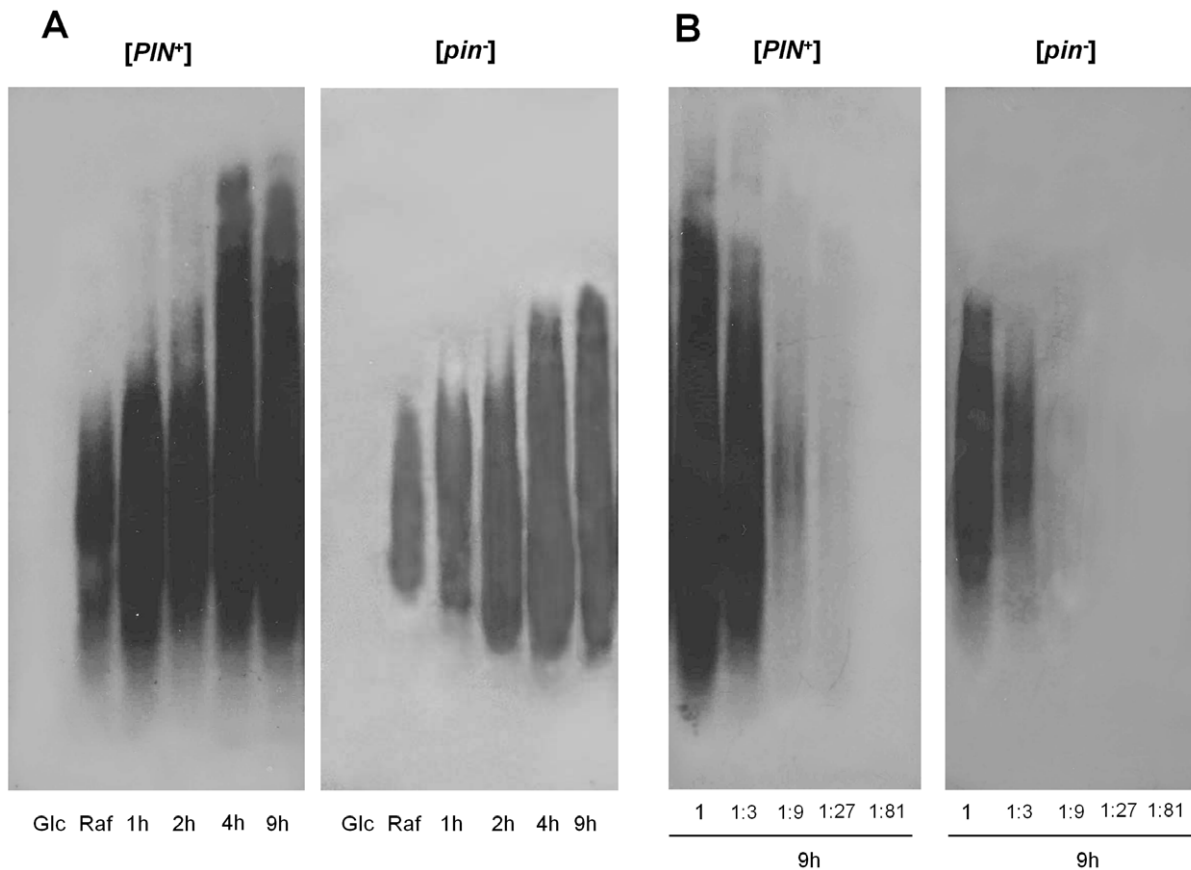 A
[PIN+]
[pin-]
Glc Raf 1h 2h 4h 9h
Glc Raf 1h 2h 4h 9h
B
[PIN+]
[pin-]
1 1:3 1:9 1:27 1:81
9h
1 1:3 1:9 1:27 1:81
9h